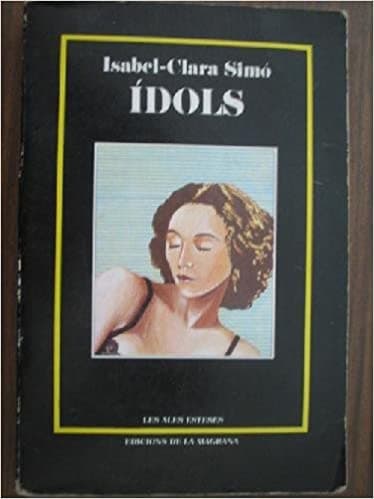 Isabel-Clara Simó
ÍDOLS
LES ALES ESTESES
EDICIONS DE LA MAGRANA